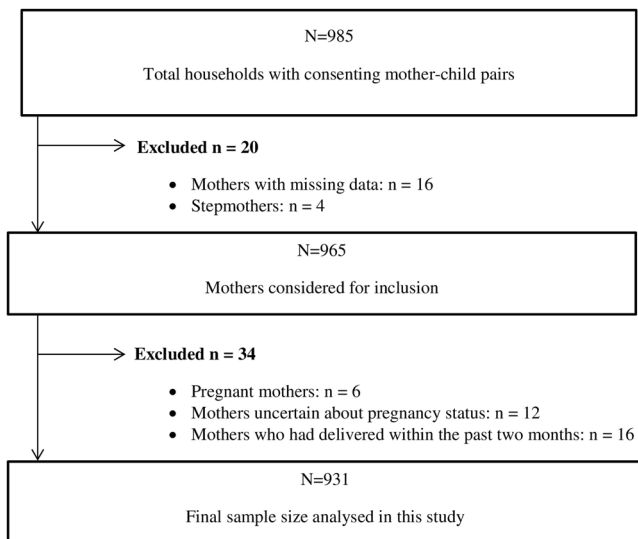 N=985
Total households with consenting mother-child pairs
Excluded n = 20
• Mothers with missing data: n = 16
• Stepmothers: n = 4
N=965
Mothers considered for inclusion
Excluded n = 34
• Pregnant mothers: n = 6
• Mothers uncertain about pregnancy status: n = 12
• Mothers who had delivered within the past two months: n = 16
N=931
Final sample size analysed in this study